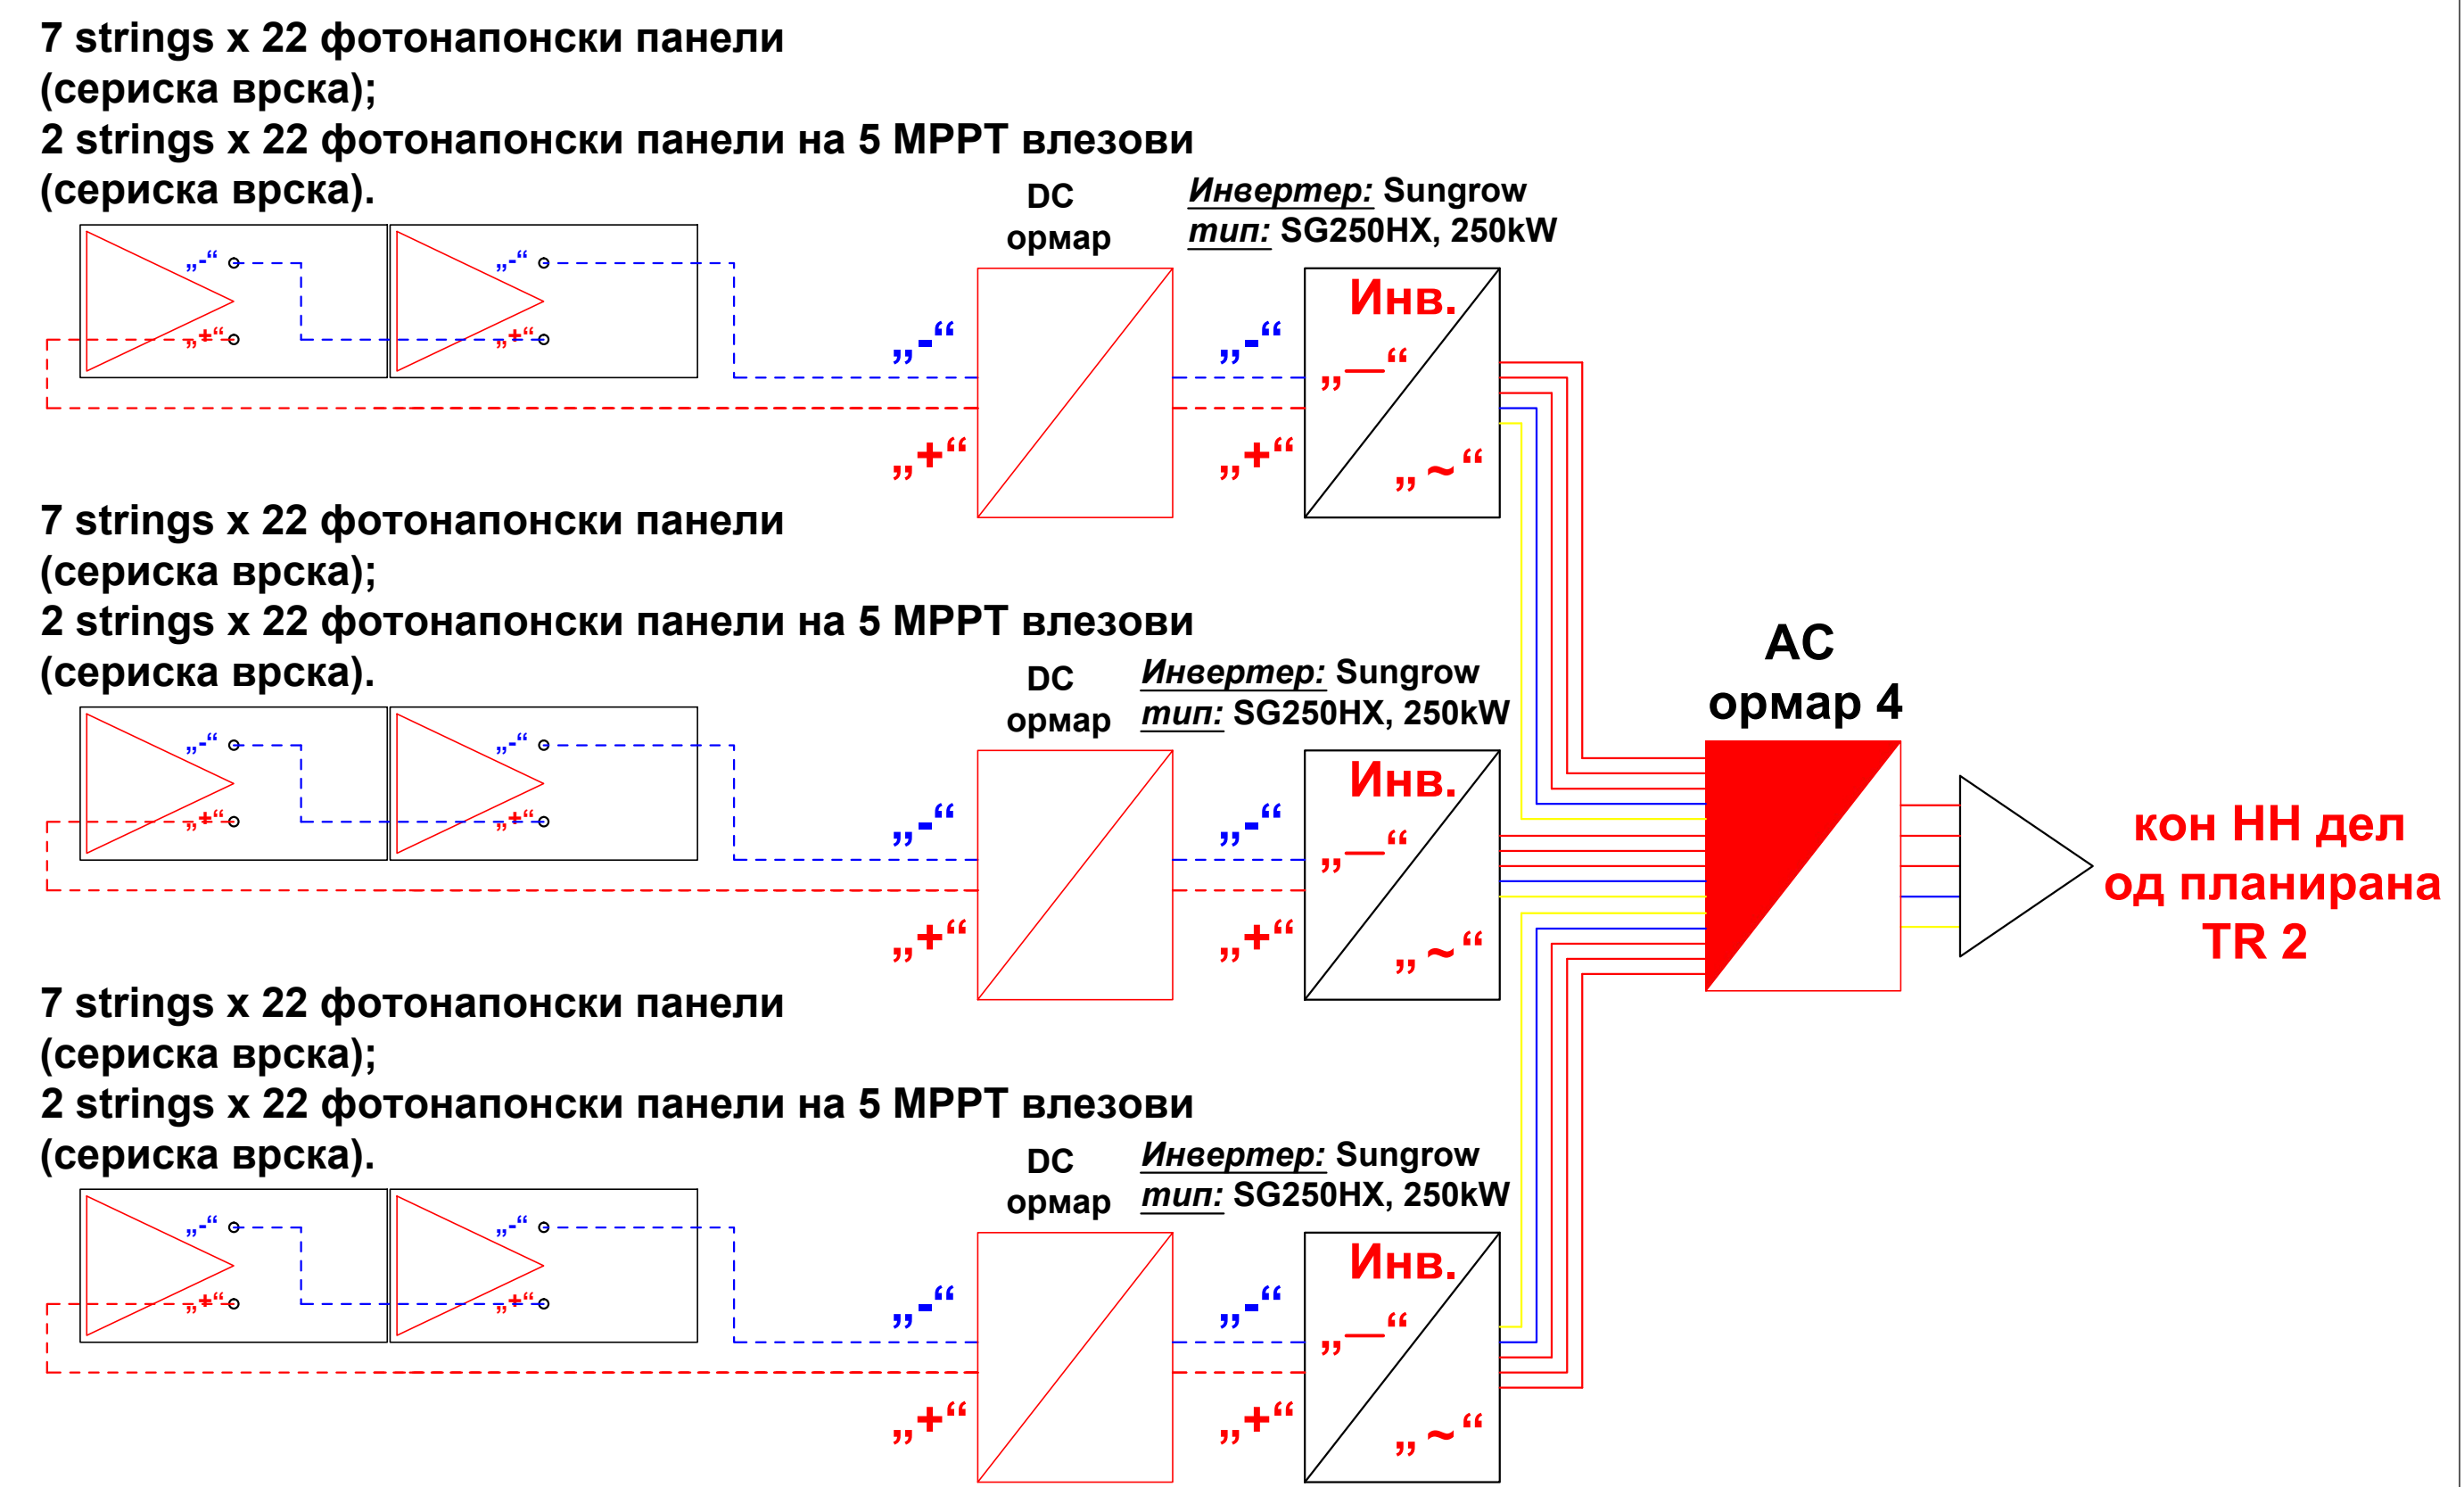 7 strings x 22 фотонапонски панели
(сериска врска);
2 strings x 22 фотонапонски панели на 5 МРРТ влезови
(сериска врска).
DC
ормар
Инвертер: Sungrow
тип: SG250HX, 250kW
„-“
„-“
„+“
„+“
„-“
„+“
„-“
„+“
Инв.
„—“
„ ~ “
7 strings x 22 фотонапонски панели
(сериска врска);
2 strings x 22 фотонапонски панели на 5 МРРТ влезови
(сериска врска).
DC
ормар
Инвертер: Sungrow
тип: SG250HX, 250kW
„-“
„-“
„+“
„+“
„-“
„+“
„-“
„+“
Инв.
„—“
„ ~ “
7 strings x 22 фотонапонски панели
(сериска врска);
2 strings x 22 фотонапонски панели на 5 МРРТ влезови
(сериска врска).
DC
ормар
Инвертер: Sungrow
тип: SG250HX, 250kW
„-“
„-“
„+“
„+“
„-“
„+“
„-“
„+“
Инв.
„—“
„ ~ “
АС
ормар 4
кон НН дел
од планирана
TR 2